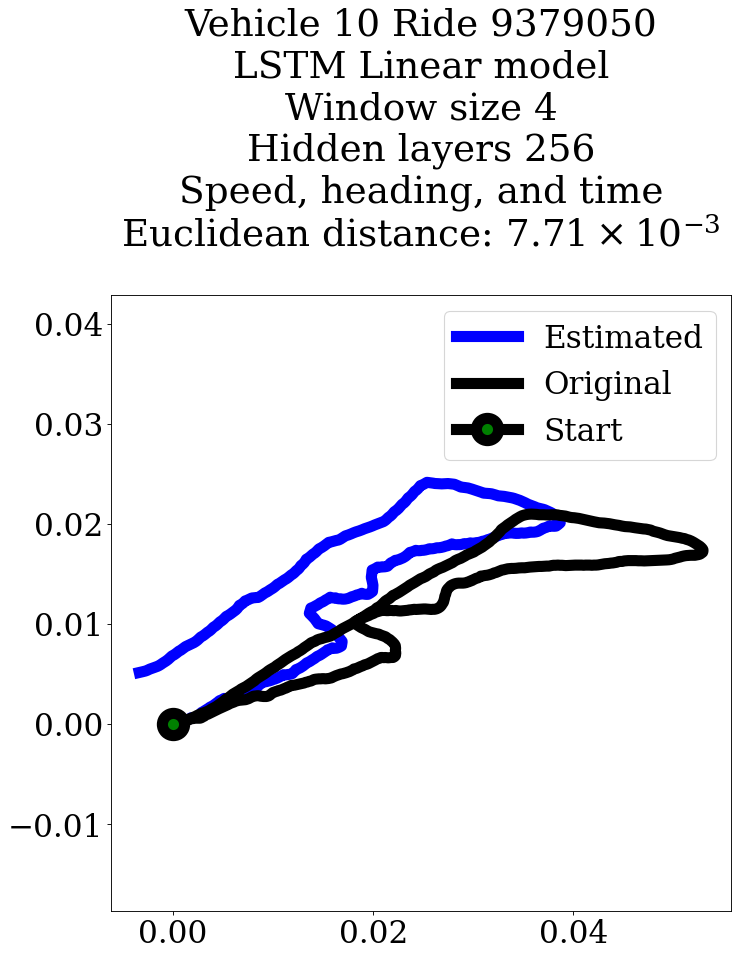 Vehicle 10 Ride 9379050
LSTM Linear model
Window size 4
Hidden layers 256
Speed, heading, and time
Euclidean distance: 7.71 × 10⁻³
Estimated
Original
Start
0.04
0.03
0.02
0.01
0.00
−0.01
0.00 0.02 0.04